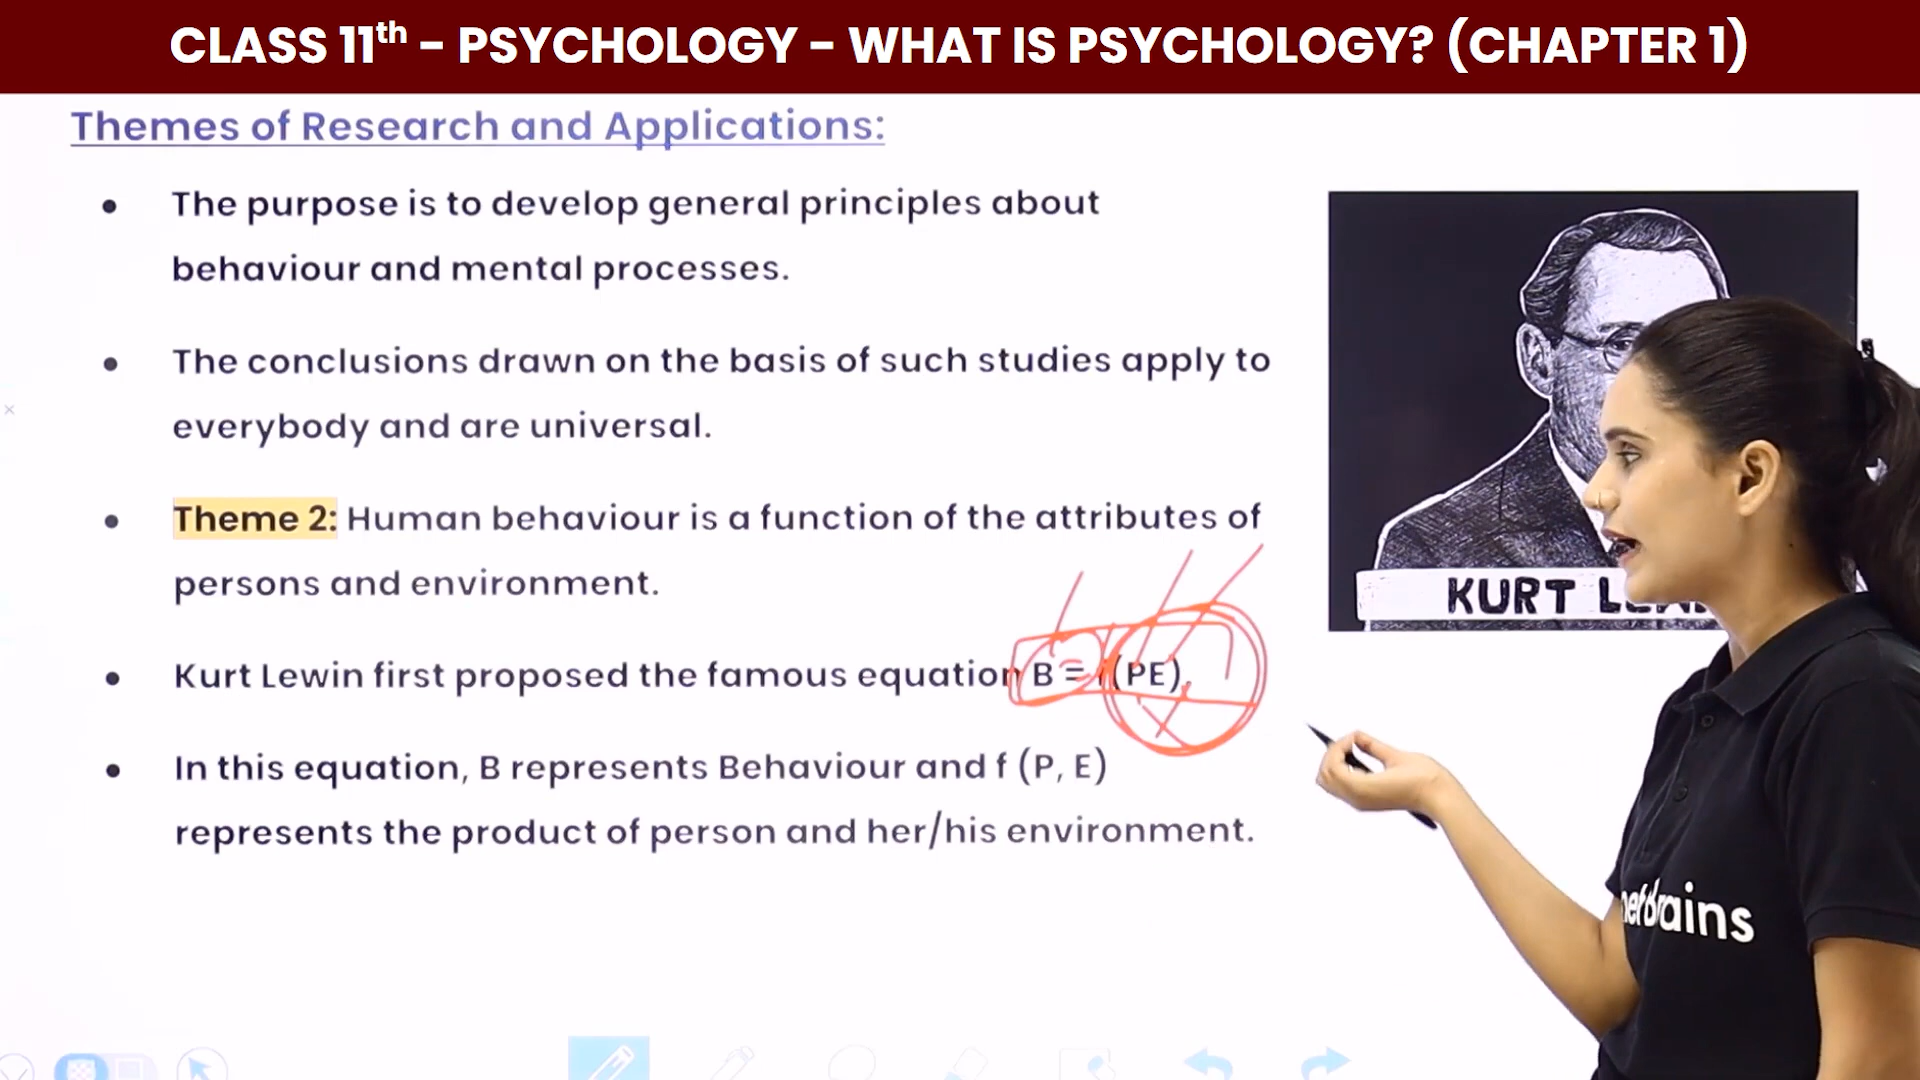 CLASS 11th – PSYCHOLOGY – WHAT IS PSYCHOLOGY? (CHAPTER 1)
Themes of Research and Applications:
• The purpose is to develop general principles about
behaviour and mental processes.
• The conclusions drawn on the basis of such studies apply to
everybody and are universal.
• Theme 2: Human behaviour is a function of the attributes of
persons and environment.
KURT
• Kurt Lewin first proposed the famous equation B = (PE).
• In this equation, B represents Behaviour and f (P, E)
represents the product of person and her/his environment.